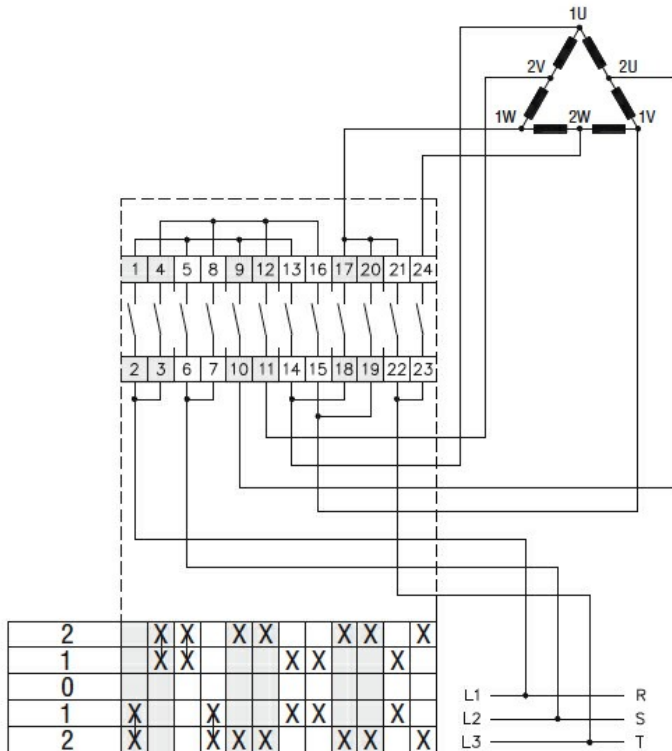 1U
2V 2U
1W 2W 1V
1 4 5 8 9 12 13 16 17 20 21 24
2 3 6 7 10 11 14 15 18 19 22 23
2 X X X X X X X
1 X X X X X
0
1 X X X X X
2 X X X X X X X
L1 R
L2 S
L3 T